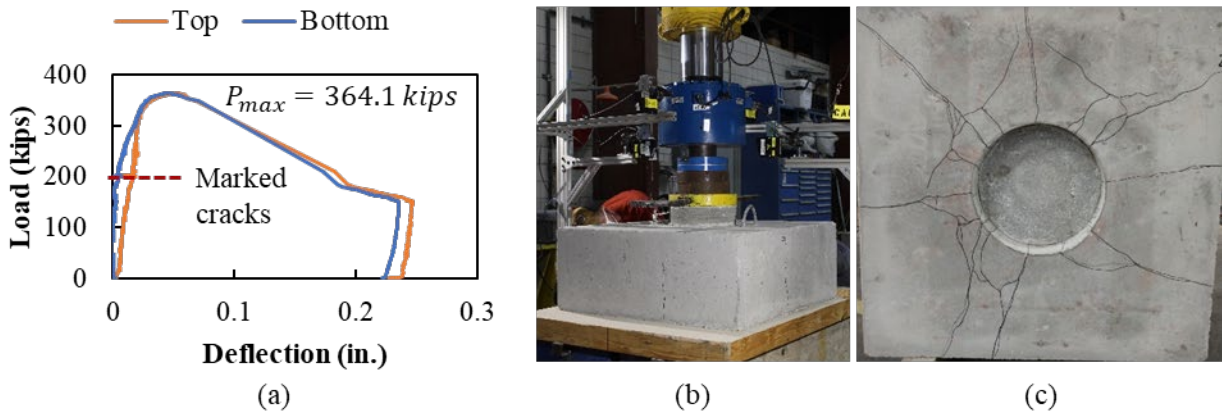 Top Bottom
400
300
200
100
0
Load (kips)
P_max = 364.1 kips
Marked
cracks
0 0.1 0.2 0.3
Deflection (in.)
(a) (b) (c)